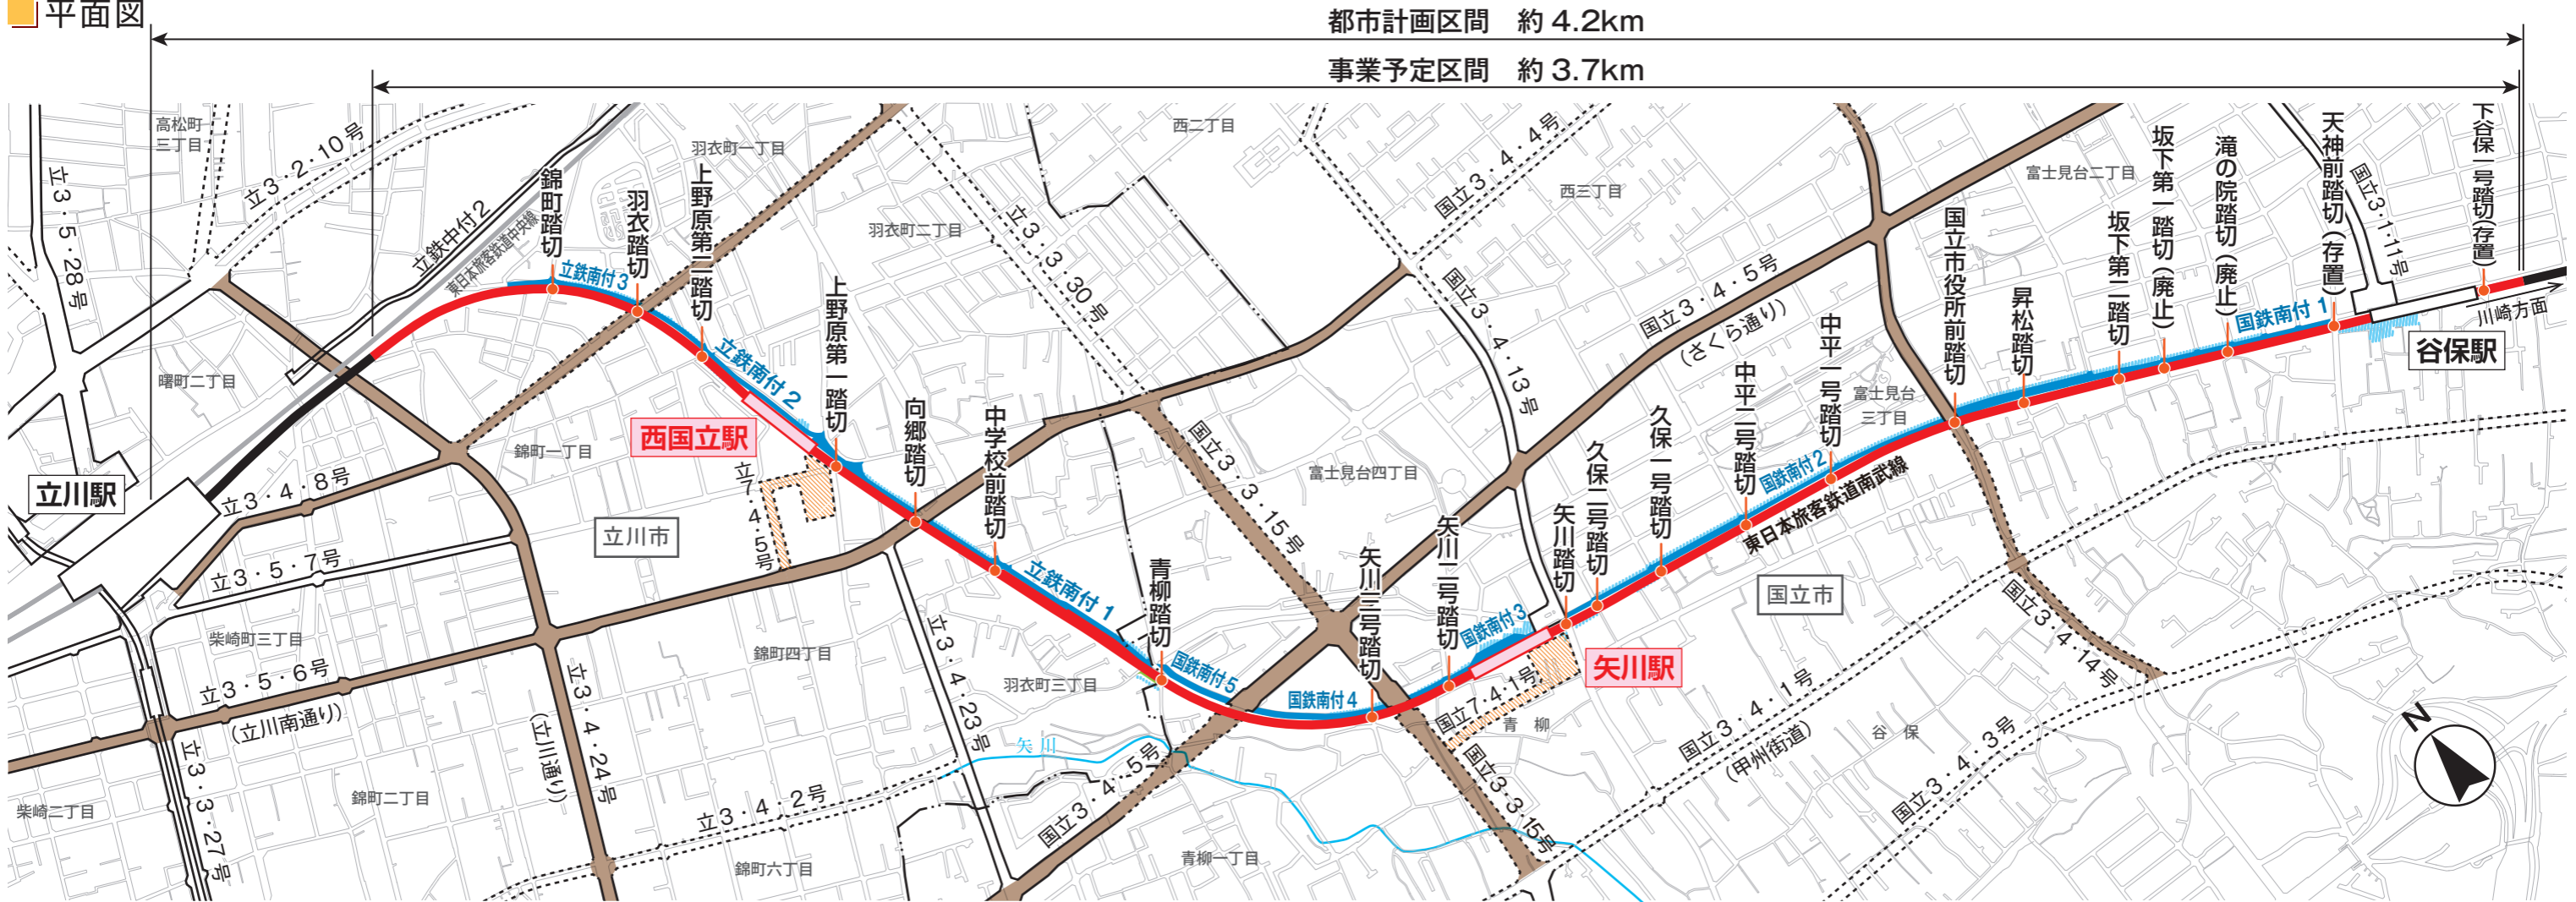 平面図
都市計画区間 約4.2km
事業予定区間 約3.7km
高松町
三丁目
立3・2・10号
立3・5・28号
立鉄中付2
東日本旅客鉄道中央線
錦町踏切
立鉄南付3
羽衣踏切
羽衣町一丁目
上野原第二踏切
立鉄南付2
上野原第一踏切
羽衣町二丁目
西二丁目
立3・3・30号
国立3・4・4号
西三丁目
国立3・4・13号
国立3・4・5号
(さくら通り)
富士見台二丁目
国立市役所前踏切
昇松踏切
坂下第二踏切
坂下第一踏切(廃止)
滝の院踏切(廃止)
国鉄南付1
天神前踏切(存置)
国立3・1・11号
下谷保一号踏切(存置)
川崎方面
谷保駅
曙町二丁目
立川駅
立3・4・8号
錦町一丁目
西国立駅
立7・4・5号
向郷踏切
中学校前踏切
立鉄南付1
青柳踏切
国立3・3・15号
富士見台四丁目
矢川三号踏切
矢川二号踏切
矢川踏切
久保二号踏切
久保一号踏切
中平二号踏切
中平一号踏切
国鉄南付2
富士見台
三丁目
東日本旅客鉄道南武線
国立市
立川市
立3・5・7号
柴崎町三丁目
立3・5・6号
(立川南通り)
立3・3・27号
柴崎二丁目
錦町二丁目
立3・4・24号
(立川通り)
錦町四丁目
立3・4・23号
羽衣町三丁目
国鉄南付5
国鉄南付4
国鉄南付3
矢川駅
国立7・4・1号
青柳
国立3・3・15号
国立3・4・1号
(甲州街道)
谷保
国立3・4・14号
国立3・4・3号
矢川
国立3・4・5号
立3・4・2号
錦町六丁目
青柳一丁目
N